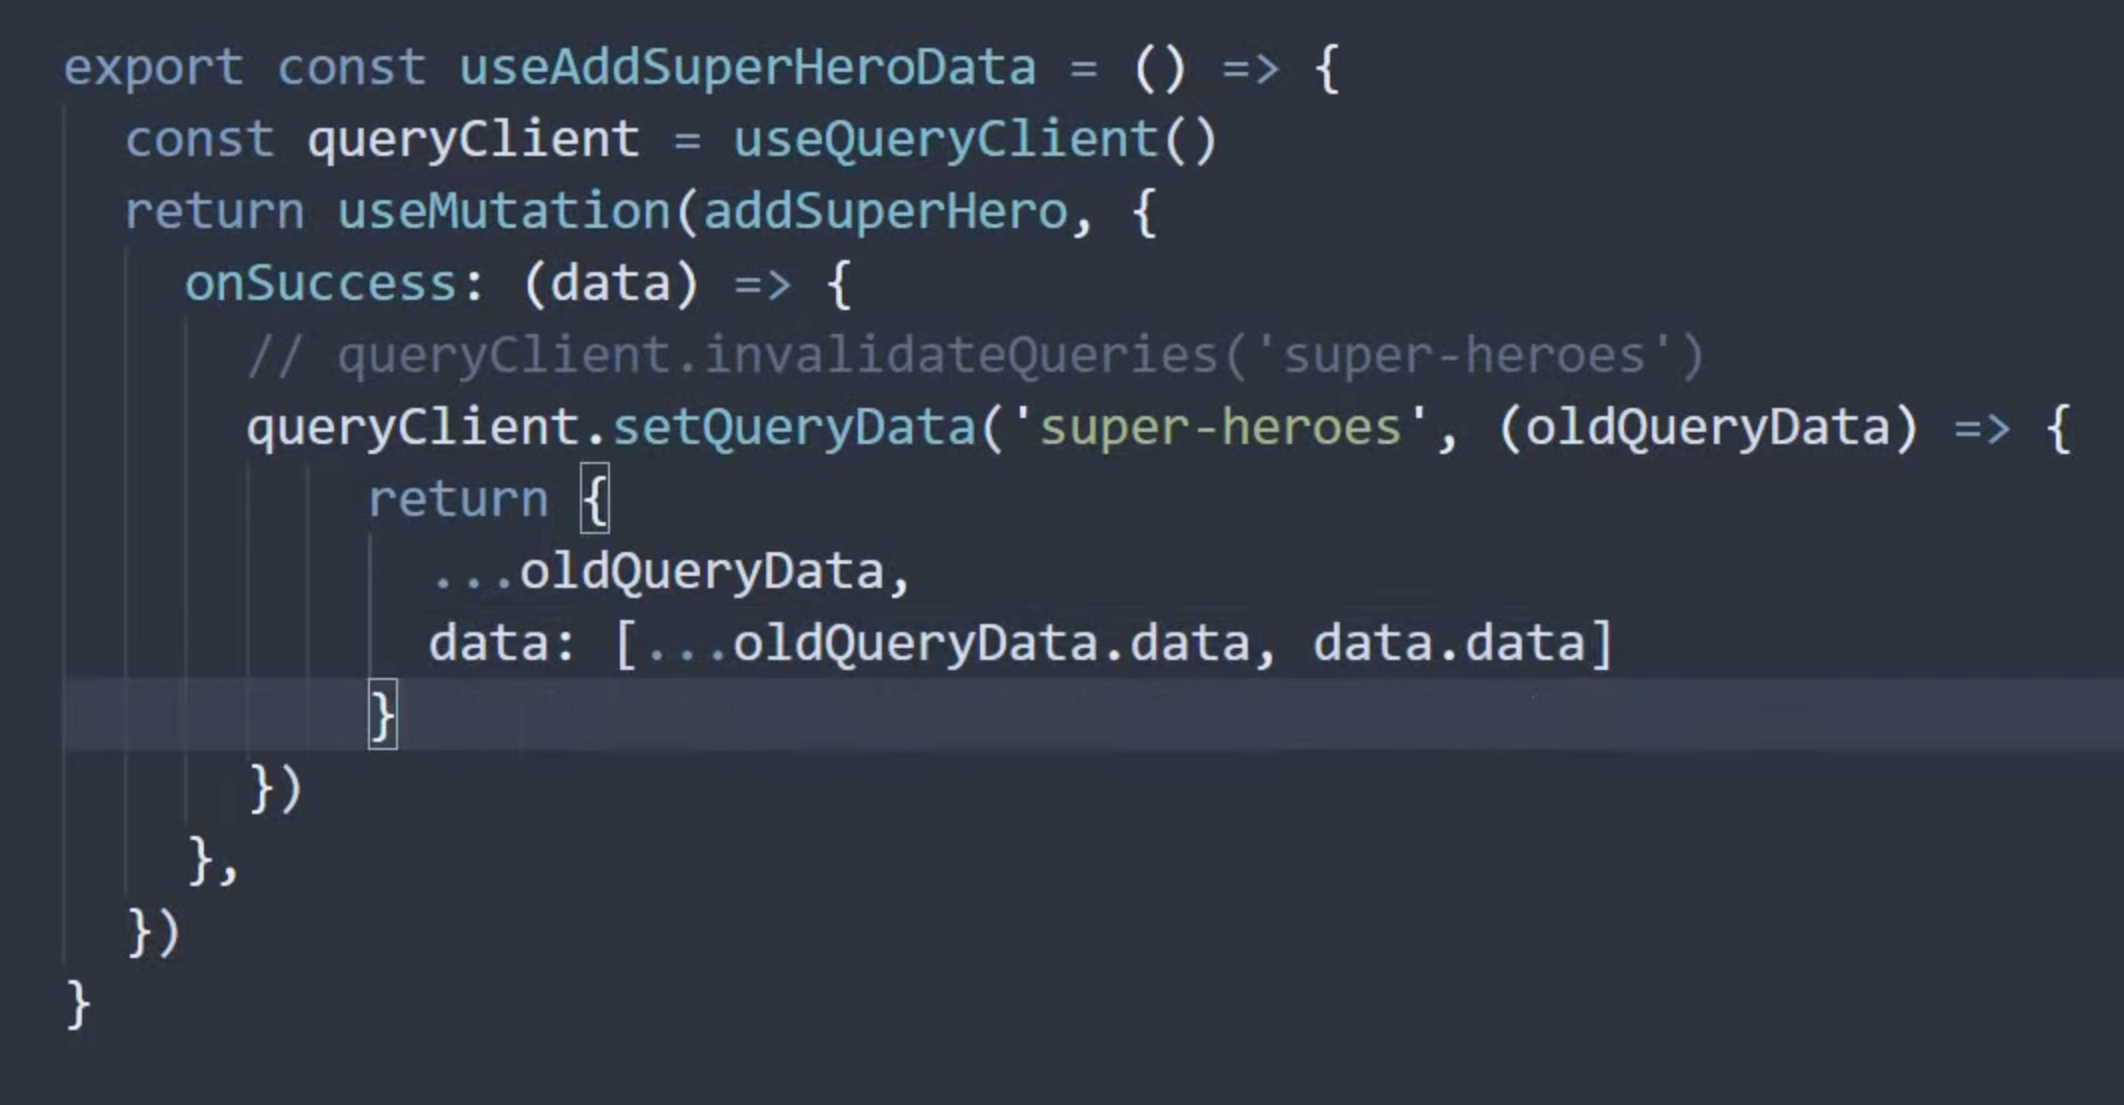 export const useAddSuperHeroData = () => {
const queryClient = useQueryClient()
return useMutation(addSuperHero, {
onSuccess: (data) => {
// queryClient.invalidateQueries('super-heroes')
queryClient.setQueryData('super-heroes', (oldQueryData) => {
return {
...oldQueryData,
data: [...oldQueryData.data, data.data]
}
})
},
})
}